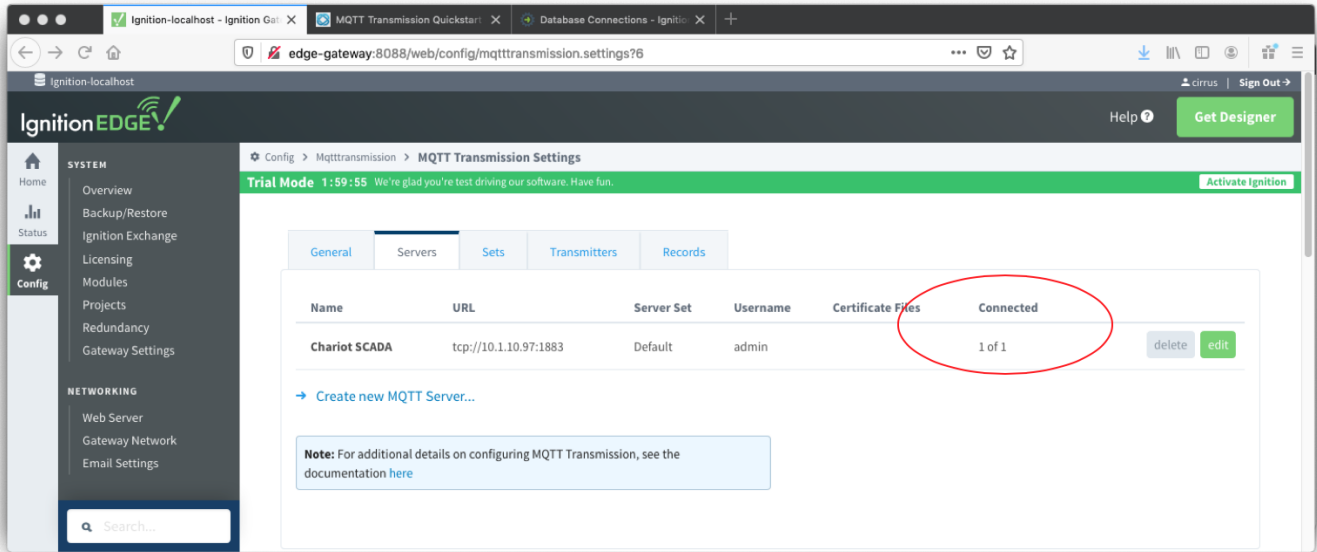 Ignition-localhost - Ignition Gat
MQTT Transmission Quickstart
Database Connections - Ignitio
edge-gateway:8088/web/config/mqtttransmission.settings?6
Ignition-localhost
cirrus | Sign Out
Ignition EDGE!
Help ?
Get Designer
Home
Status
Config
SYSTEM
Overview
Backup/Restore
Ignition Exchange
Licensing
Modules
Projects
Redundancy
Gateway Settings
NETWORKING
Web Server
Gateway Network
Email Settings
Search...
Config > Mqtttransmission > MQTT Transmission Settings
Trial Mode 1:59:55 We're glad you're test driving our software. Have fun.
Activate Ignition
General Servers Sets Transmitters Records
Name URL Server Set Username Certificate Files Connected
Chariot SCADA tcp://10.1.10.97:1883 Default admin 1 of 1 delete edit
→ Create new MQTT Server...
Note: For additional details on configuring MQTT Transmission, see the
documentation here